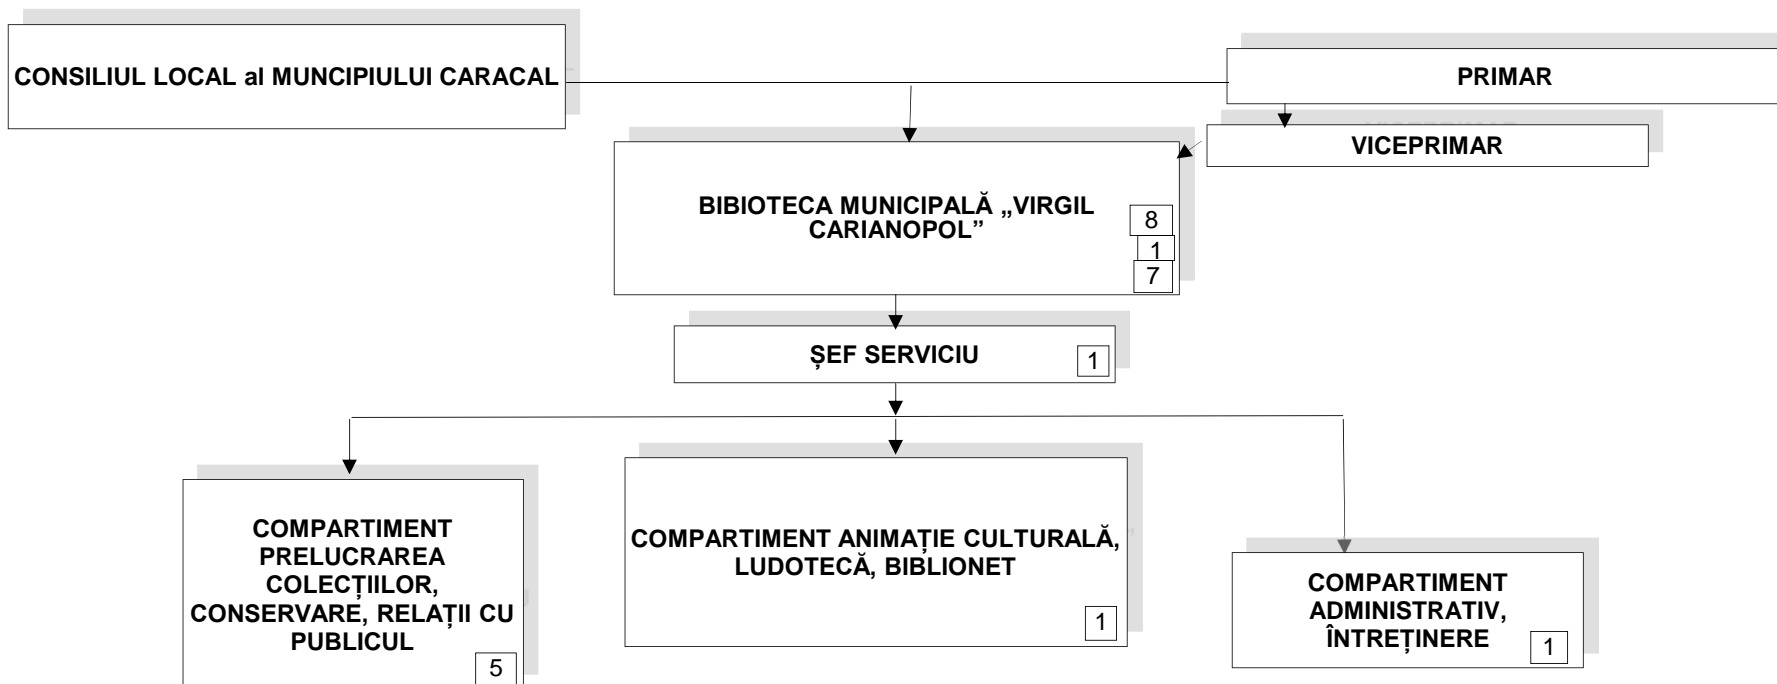 CONSILIUL LOCAL al MUNCIPIULUI CARACAL
PRIMAR
VICEPRIMAR
BIBIOTECA MUNICIPALĂ „VIRGIL
CARIANOPOL”
8
1
7
ȘEF SERVICIU
1
COMPARTIMENT
PRELUCRAREA
COLECȚIILOR,
CONSERVARE, RELAȚII CU
PUBLICUL
5
COMPARTIMENT ANIMAȚIE CULTURALĂ,
LUDOTECĂ, BIBLIONET
1
COMPARTIMENT
ADMINISTRATIV,
ÎNTREȚINERE
1